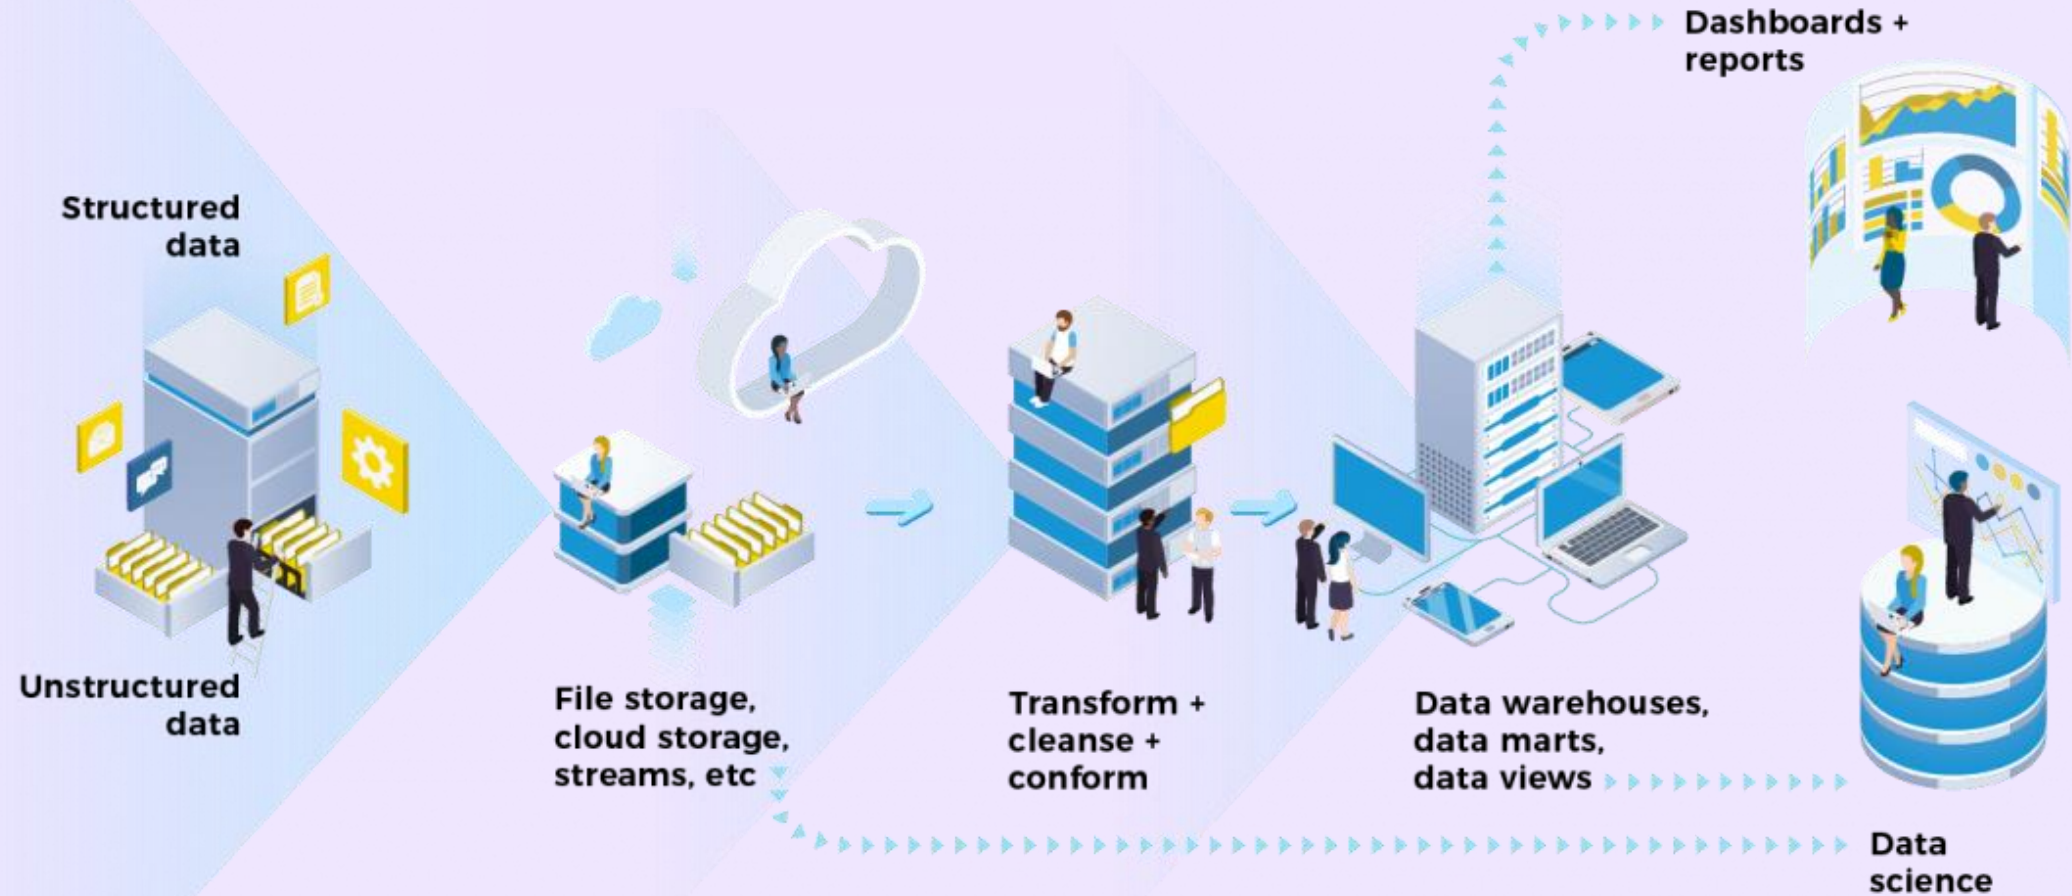 Structured
data
Unstructured
data
File storage,
cloud storage,
streams, etc
Transform +
cleanse +
conform
Data warehouses,
data marts,
data views
Dashboards +
reports
Data
science